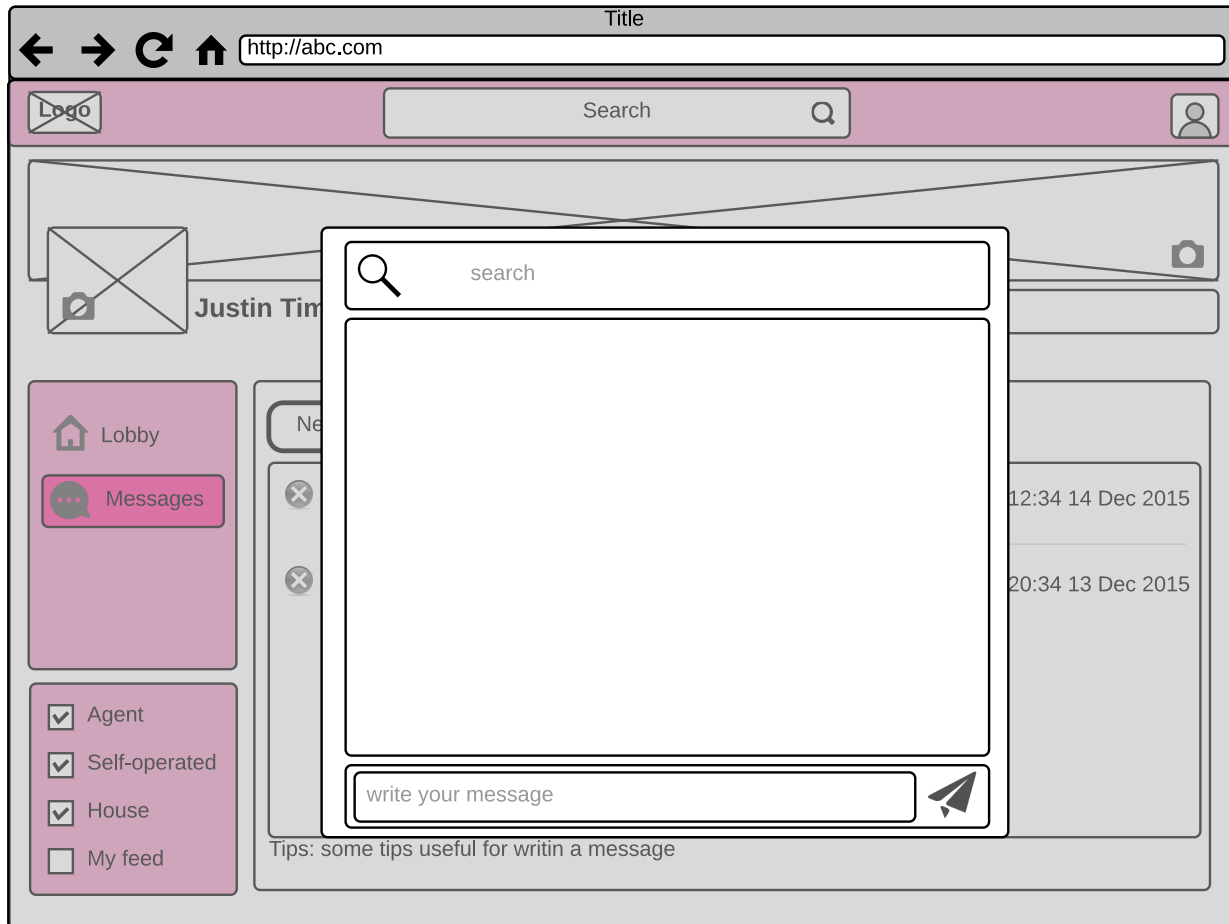 Title
http://abc.com
Logo
Search
search
Justin Tim
Lobby
Ne
Messages
12:34 14 Dec 2015
20:34 13 Dec 2015
Agent
Self-operated
House
My feed
write your message
Tips: some tips useful for writin a message